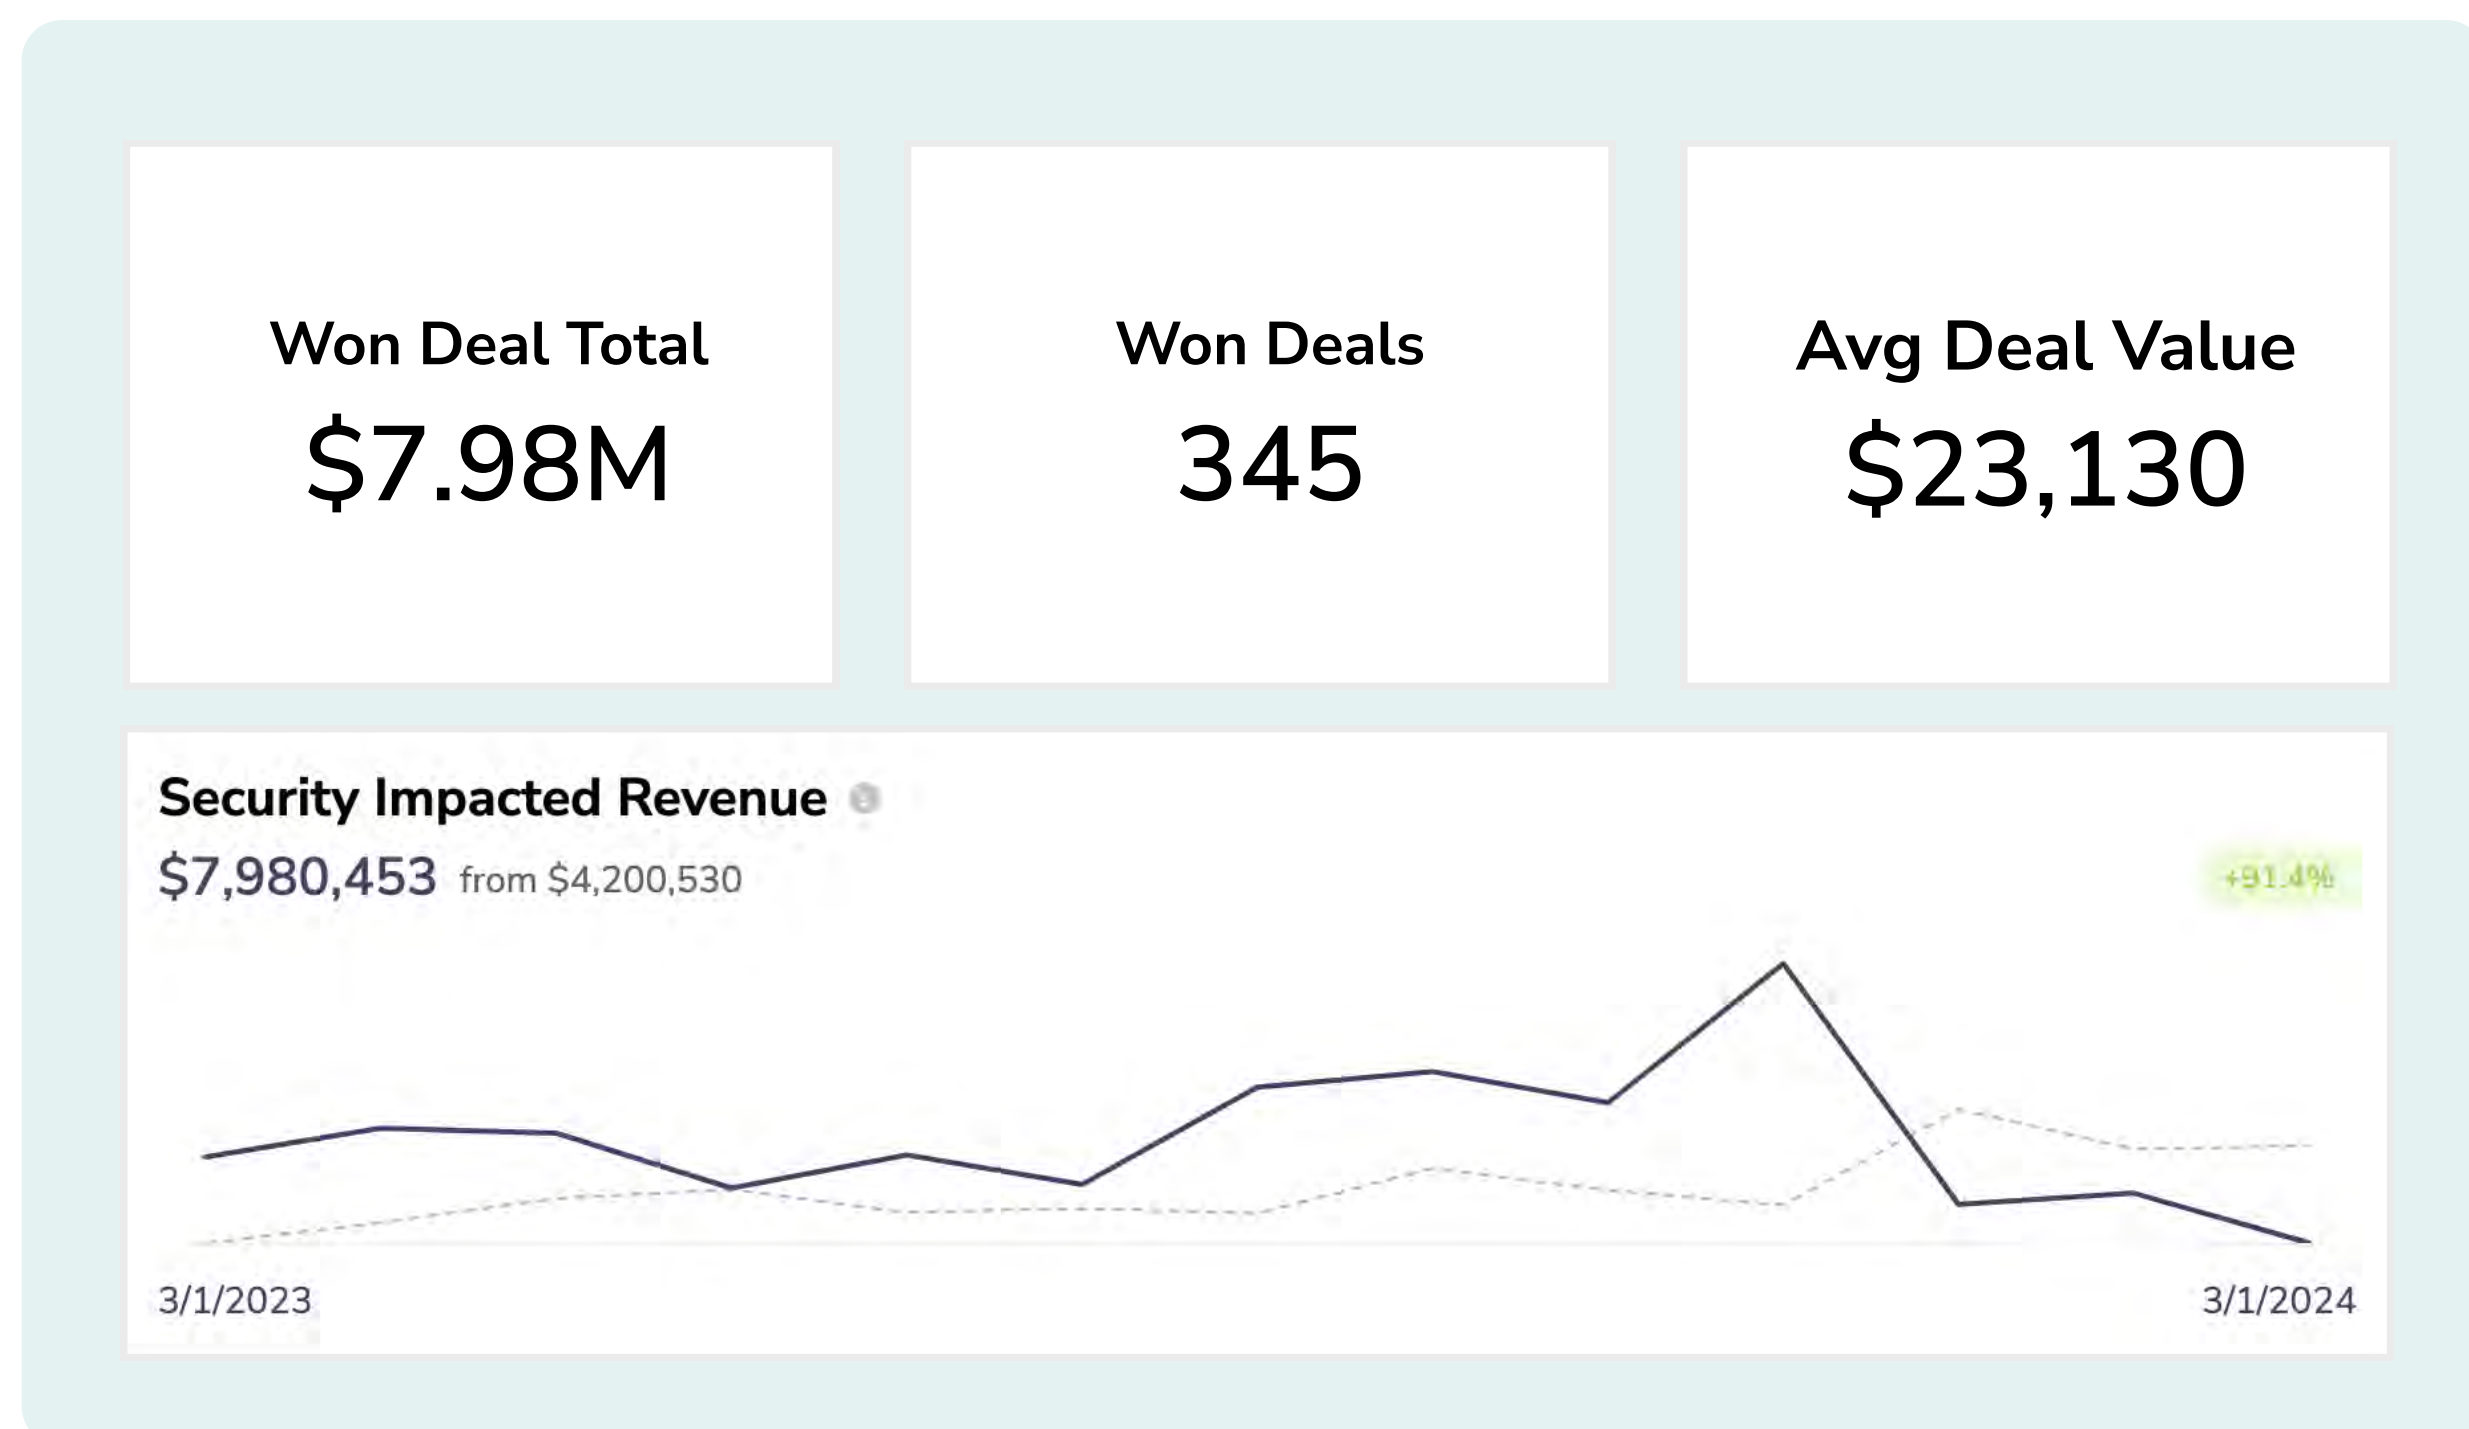 Won Deal Total
$7.98M
Won Deals
345
Avg Deal Value
$23,130
Security Impacted Revenue
$7,980,453 from $4,200,530
+91.4%
3/1/2023
3/1/2024